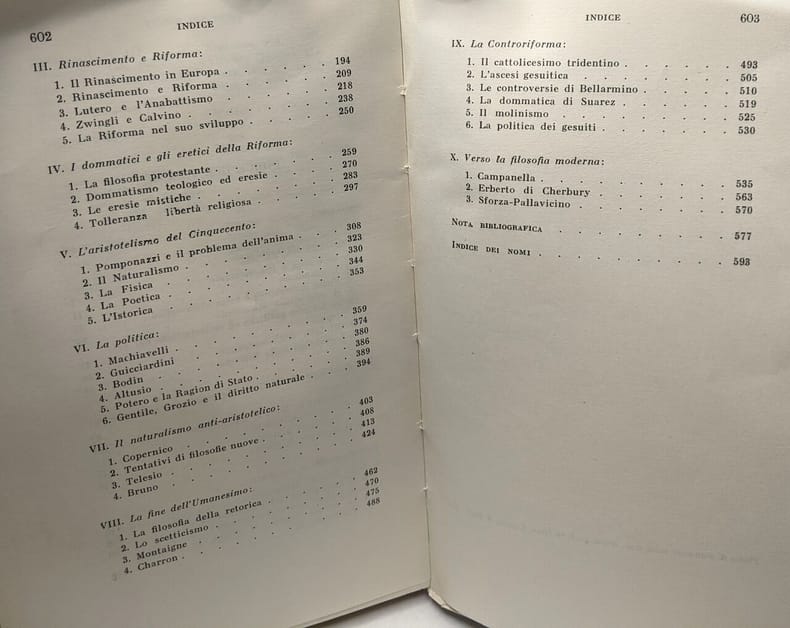 602
INDICE
III. Rinascimento e Riforma:
1. Il Rinascimento in Europa . . . . . . 194
2. Rinascimento e Riforma . . . . . . 209
3. Lutero e l'Anabattismo . . . . . . 218
4. Zwingli e Calvino . . . . . . 238
5. La Riforma nel suo sviluppo . . . . . 250
IV. I dommatici e gli eretici della Riforma:
1. La filosofia protestante . . . . . . 259
2. Dommatismo teologico ed eresie . . . . 270
3. Le eresie mistiche . . . . . . 283
4. Tolleranza libertà religiosa . . . . . 297
V. L'aristotelismo del Cinquecento:
1. Pomponazzi e il problema dell'anima . . . 308
2. Il Naturalismo . . . . . . 323
3. La Fisica . . . . . . 330
4. La Poetica . . . . . . 344
5. L'Istorica . . . . . . 353
VI. La politica:
1. Machiavelli . . . . . . 359
2. Guicciardini . . . . . . 374
3. Bodin . . . . . . 380
4. Altusio . . . . . . 386
5. Potero e la Ragion di Stato . . . . . 389
6. Gentile, Grozio e il diritto naturale . . . 394
VII. Il naturalismo anti-aristotelico:
1. Copernico . . . . . . 403
2. Tentativi di filosofie nuove . . . . . 408
3. Telesio . . . . . . 413
4. Bruno . . . . . . 424
VIII. La fine dell'Umanesimo:
1. La filosofia della retorica . . . . . 462
2. Lo scetticismo . . . . . . 470
3. Montaigne . . . . . . 475
4. Charron . . . . . . 488
INDICE
603
IX. La Controriforma:
1. Il cattolicesimo tridentino . . . . . 493
2. L'ascesi gesuitica . . . . . . 505
3. Le controversie di Bellarmino . . . . . 510
4. La dommatica di Suarez . . . . . . 519
5. Il molinismo . . . . . . 525
6. La politica dei gesuiti . . . . . . 530
X. Verso la filosofia moderna:
1. Campanella . . . . . . 535
2. Erberto di Cherbury . . . . . . 563
3. Sforza-Pallavicino . . . . . . 570
NOTA BIBLIOGRAFICA . . . . . . 577
INDICE DEI NOMI . . . . . . 593